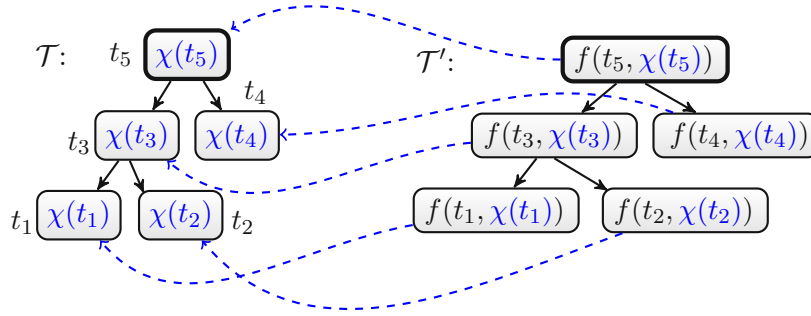 𝒯: t₅ χ(t₅) 𝒯′: f(t₅, χ(t₅))
t₄
t₃ χ(t₃) χ(t₄) f(t₃, χ(t₃)) f(t₄, χ(t₄))
t₁ χ(t₁) χ(t₂) t₂ f(t₁, χ(t₁)) f(t₂, χ(t₂))